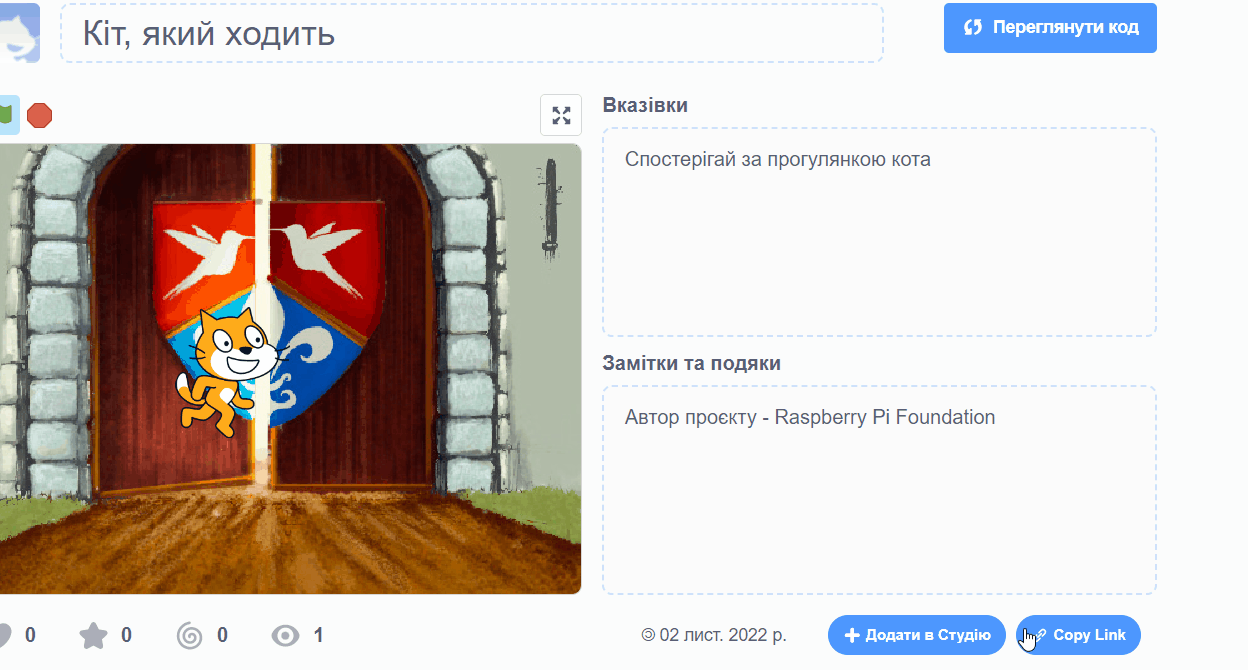 Кіт, який ходить
Переглянути код
Вказівки
Спостерігай за прогулянкою кота
Замітки та подяки
Автор проєкту - Raspberry Pi Foundation
0
0
0
1
© 02 лист. 2022 р.
Додати в Студію
Copy Link